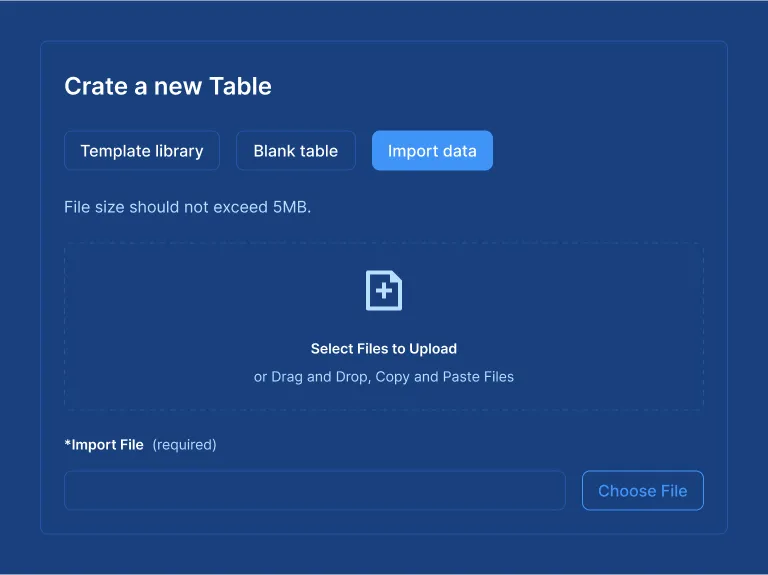 Crate a new Table
Template library Blank table Import data
File size should not exceed 5MB.
Select Files to Upload
or Drag and Drop, Copy and Paste Files
*Import File (required)
Choose File